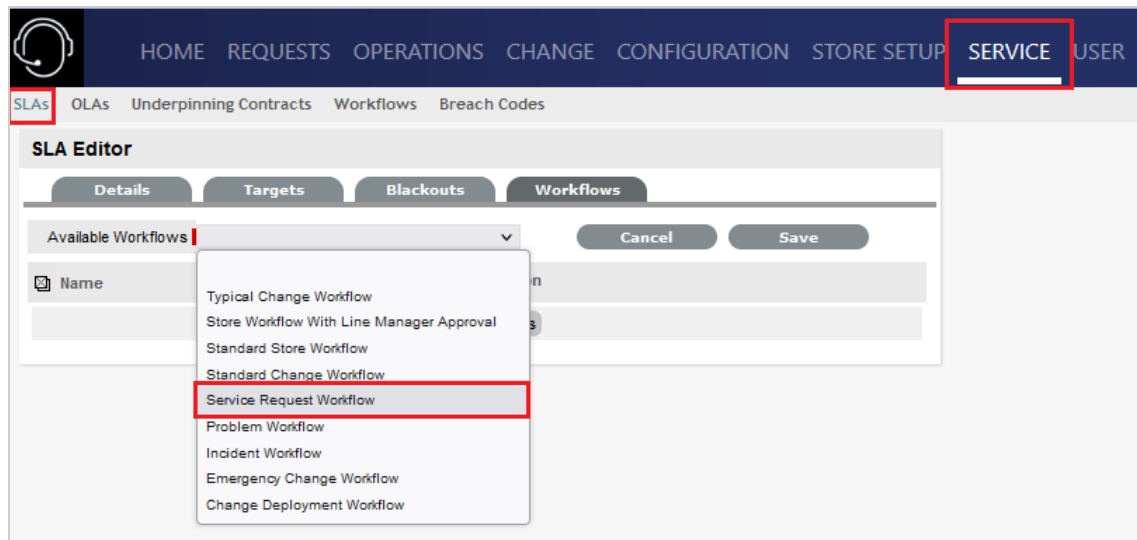 HOME REQUESTS OPERATIONS CHANGE CONFIGURATION STORE SETUP SERVICE USER
SLAs OLAs Underpinning Contracts Workflows Breach Codes
SLA Editor
Details Targets Blackouts Workflows
Available Workflows Cancel Save
Name
Typical Change Workflow
Store Workflow With Line Manager Approval
Standard Store Workflow
Standard Change Workflow
Service Request Workflow
Problem Workflow
Incident Workflow
Emergency Change Workflow
Change Deployment Workflow